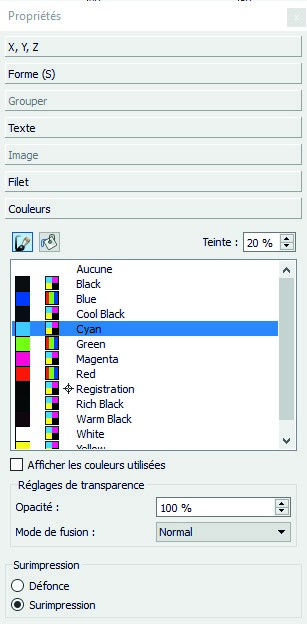 Propriétés
X, Y, Z
Forme (S)
Grouper
Texte
Image
Filet
Couleurs
Teinte : 20 %
Aucune
Black
Blue
Cool Black
Cyan
Green
Magenta
Red
Registration
Rich Black
Warm Black
White
Yellow
Afficher les couleurs utilisées
Réglages de transparence
Opacité : 100 %
Mode de fusion : Normal
Surimpression
Défonce
Surimpression